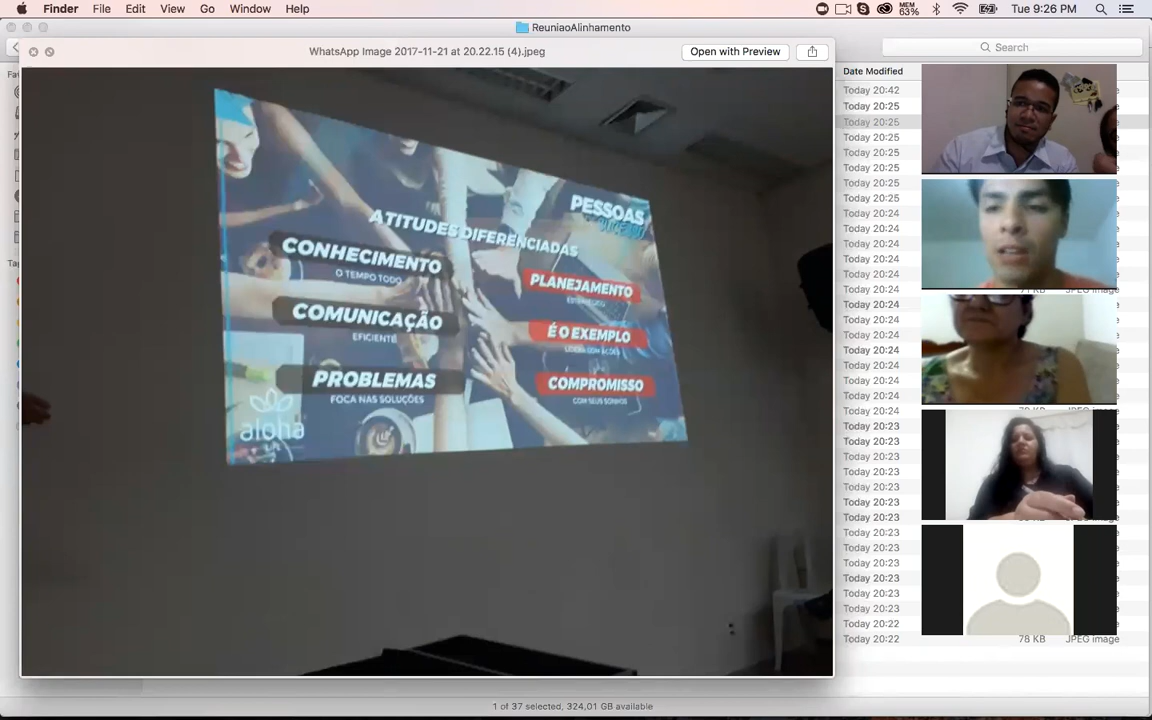 Finder File Edit View Go Window Help
MEM
63%
Tue 9:26 PM
ReuniaoAlinhamento
WhatsApp Image 2017-11-21 at 20.22.15 (4).jpeg
Open with Preview
Search
Date Modified
PESSOAS
ATITUDES DIFERENCIADAS
CONHECIMENTO
O TEMPO TODO
COMUNICAÇÃO
EFICIENTE
PROBLEMAS
FOCA NAS SOLUÇÕES
PLANEJAMENTO
É O EXEMPLO
COMPROMISSO
COM SEUS SONHOS
aloha
Today 20:42
Today 20:25
Today 20:25
Today 20:25
Today 20:25
Today 20:25
Today 20:25
Today 20:25
Today 20:24
Today 20:24
Today 20:24
Today 20:24
Today 20:24
Today 20:24
Today 20:24
Today 20:24
Today 20:24
Today 20:24
Today 20:24
Today 20:24
Today 20:24
Today 20:24
Today 20:23
Today 20:23
Today 20:23
Today 20:23
Today 20:23
Today 20:23
Today 20:23
Today 20:23
Today 20:23
Today 20:23
Today 20:23
Today 20:23
Today 20:23
Today 20:22
Today 20:22 78 KB JPEG image
1 of 37 selected, 324,01 GB available